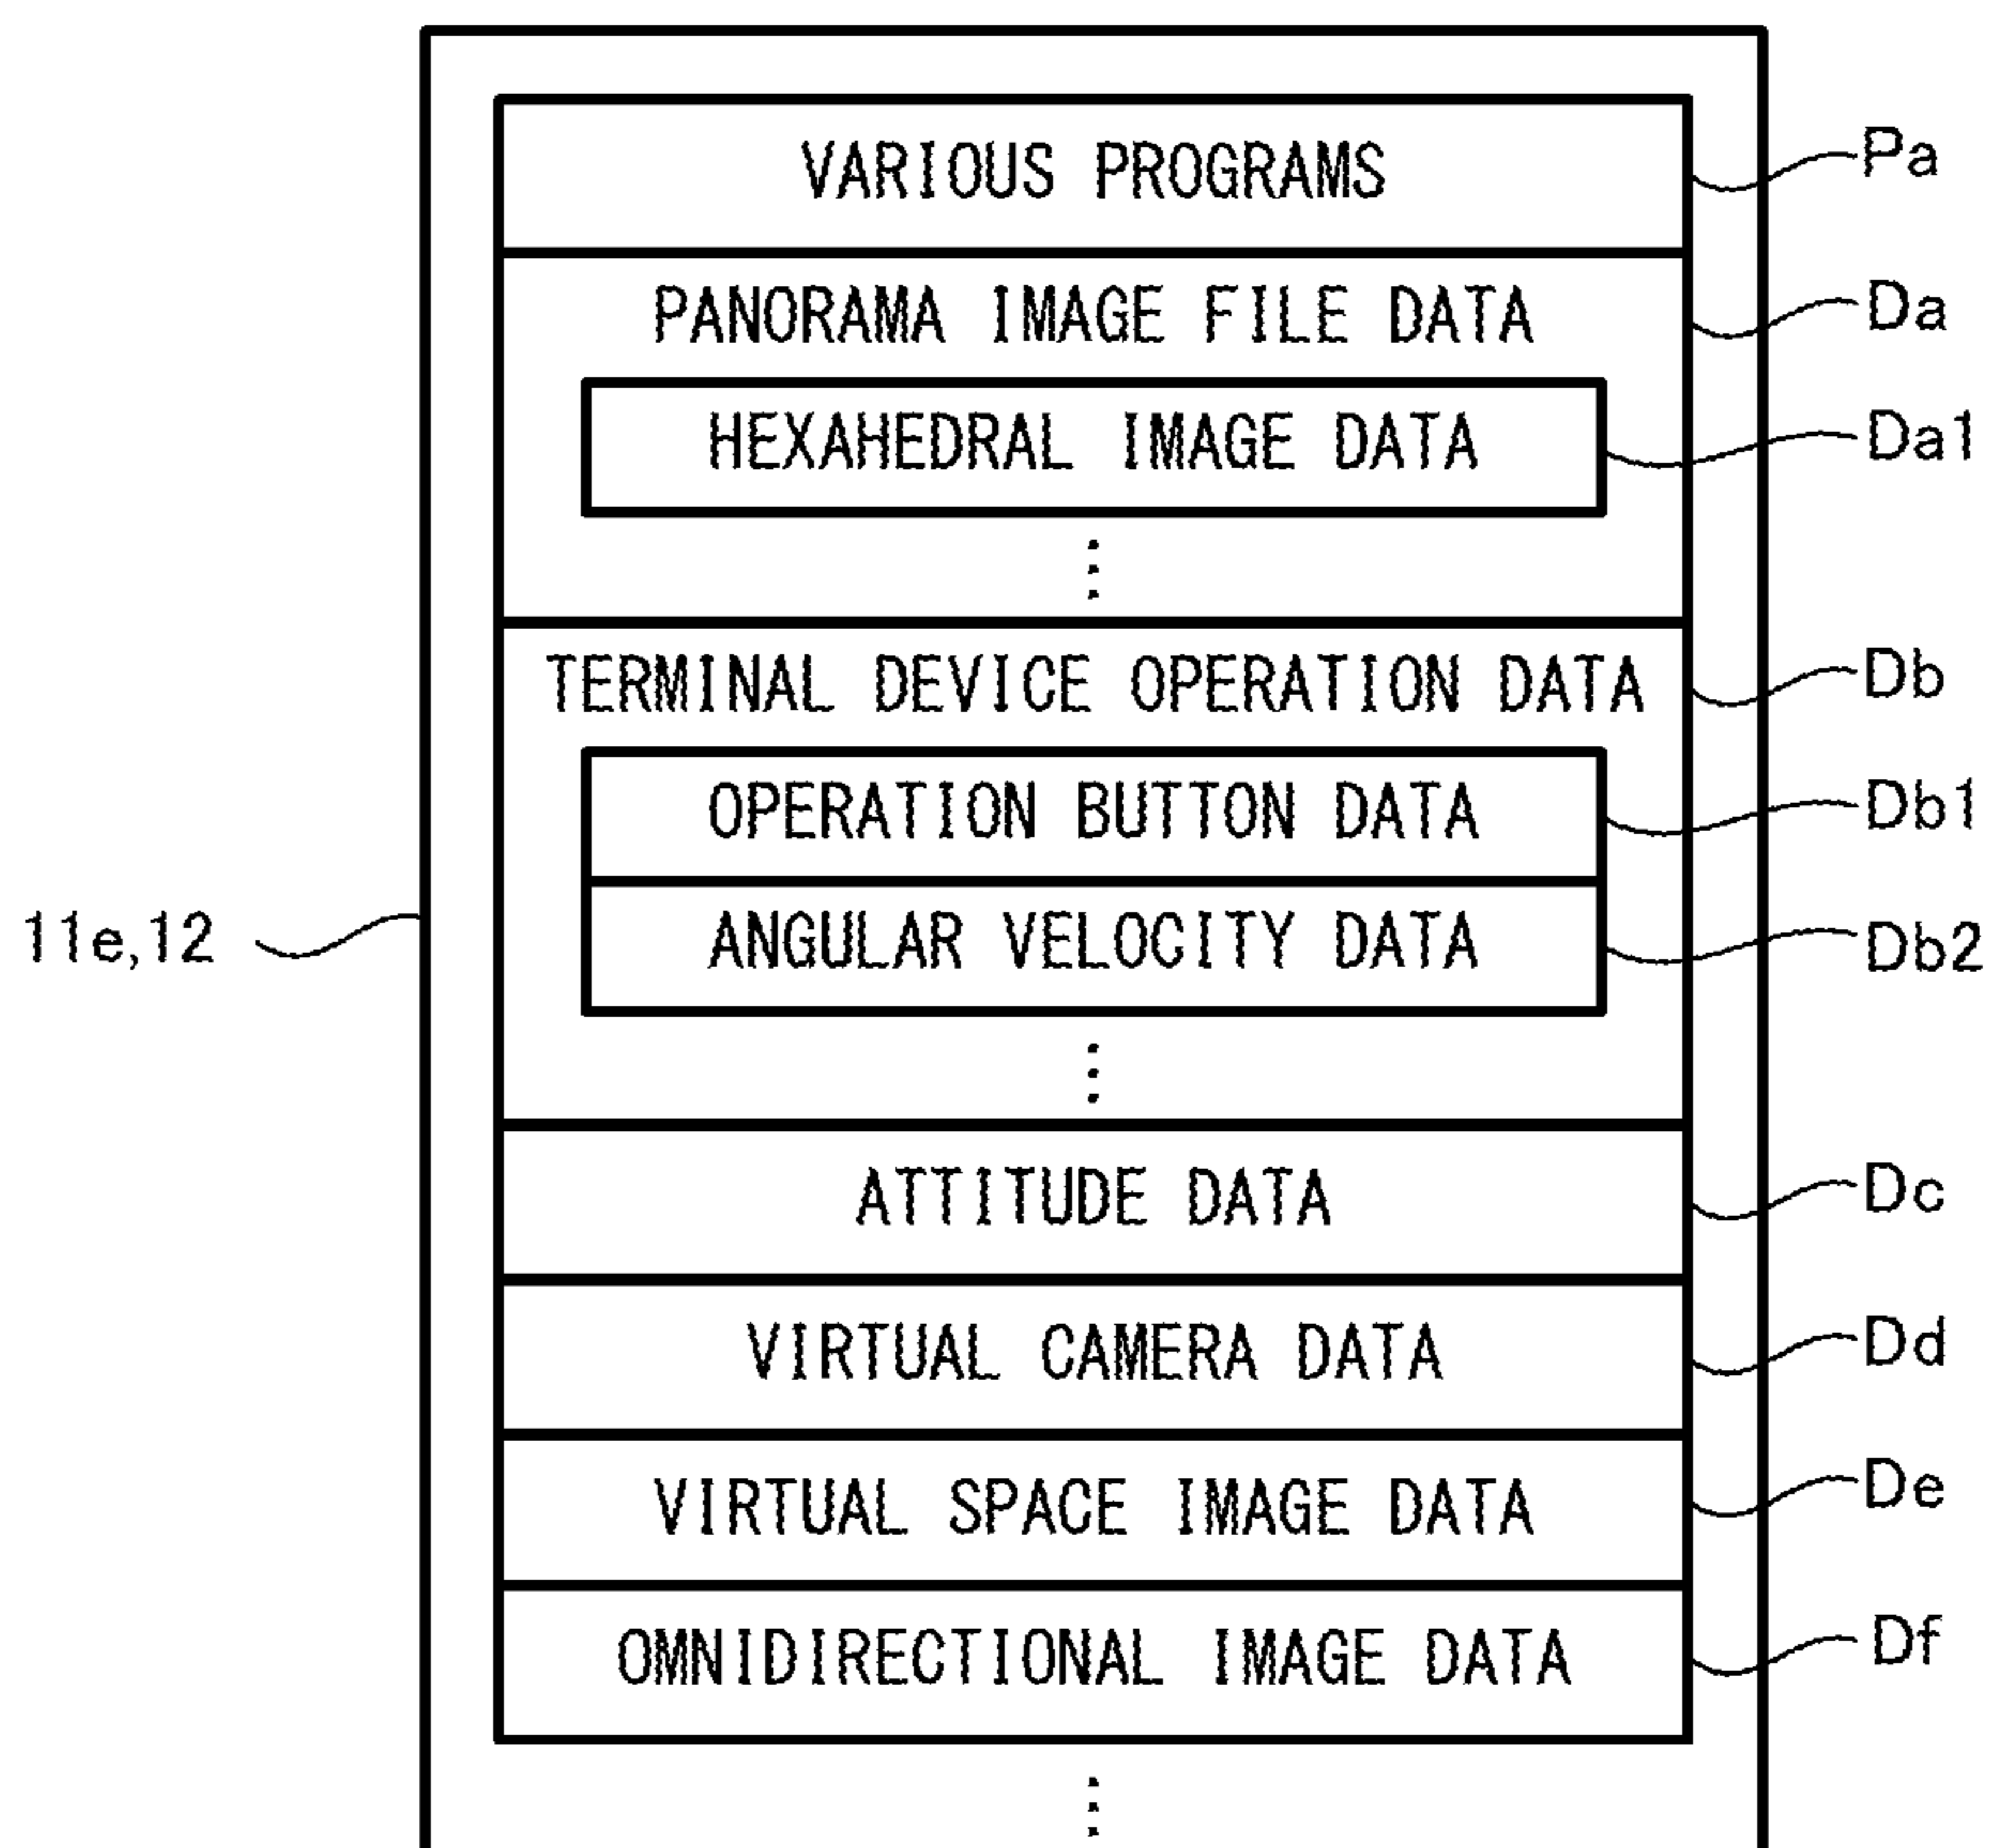 VARIOUS PROGRAMS Pa
PANORAMA IMAGE FILE DATA Da
HEXAHEDRAL IMAGE DATA Da1
TERMINAL DEVICE OPERATION DATA Db
OPERATION BUTTON DATA Db1
11e,12 ANGULAR VELOCITY DATA Db2
ATTITUDE DATA Dc
VIRTUAL CAMERA DATA Dd
VIRTUAL SPACE IMAGE DATA De
OMNIDIRECTIONAL IMAGE DATA Df